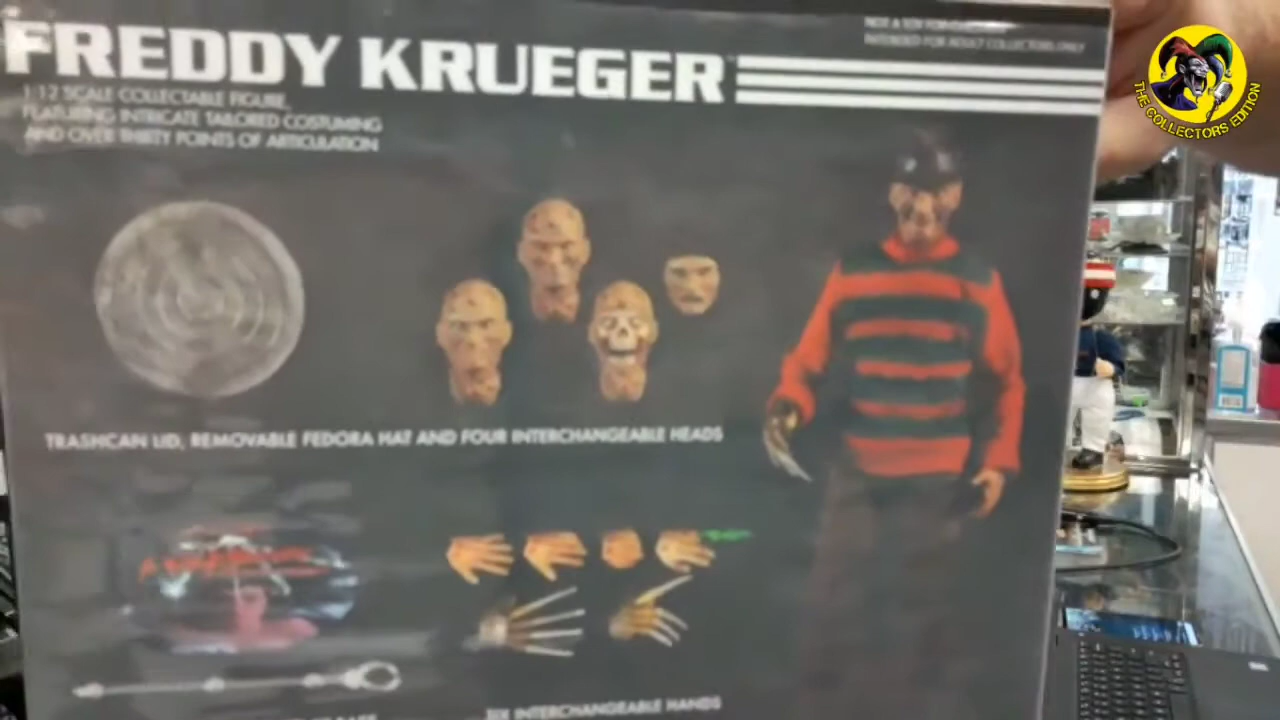 FREDDY KRUEGER
1:12 SCALE COLLECTABLE FIGURE,
FEATURING INTRICATE TAILORED COSTUMING
AND OVER THIRTY POINTS OF ARTICULATION
NOT A TOY FOR
INTENDED FOR ADULT COLLECTORS ONLY
THE COLLECTORS EDITION
TRASHCAN LID, REMOVABLE FEDORA HAT AND FOUR INTERCHANGEABLE HEADS
SIX INTERCHANGEABLE HANDS